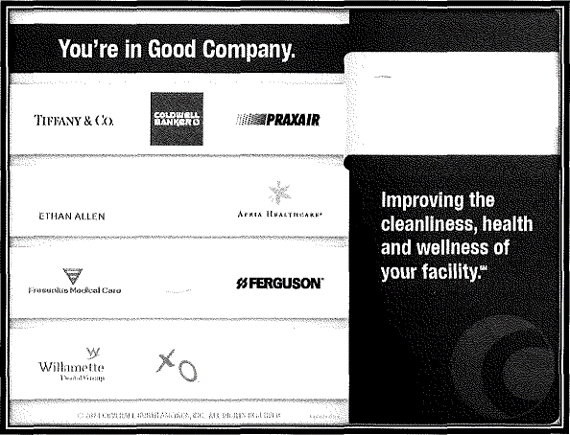 You're in Good Company.
TIFFANY & CO.
COLDWELL
BANKER
PRAXAIR
ETHAN ALLEN
APRIA HEALTHCARE®
Fresenius Medical Care
FERGUSON
Willamette
Dental Group
XO
Improving the
cleanliness, health
and wellness of
your facility.℠